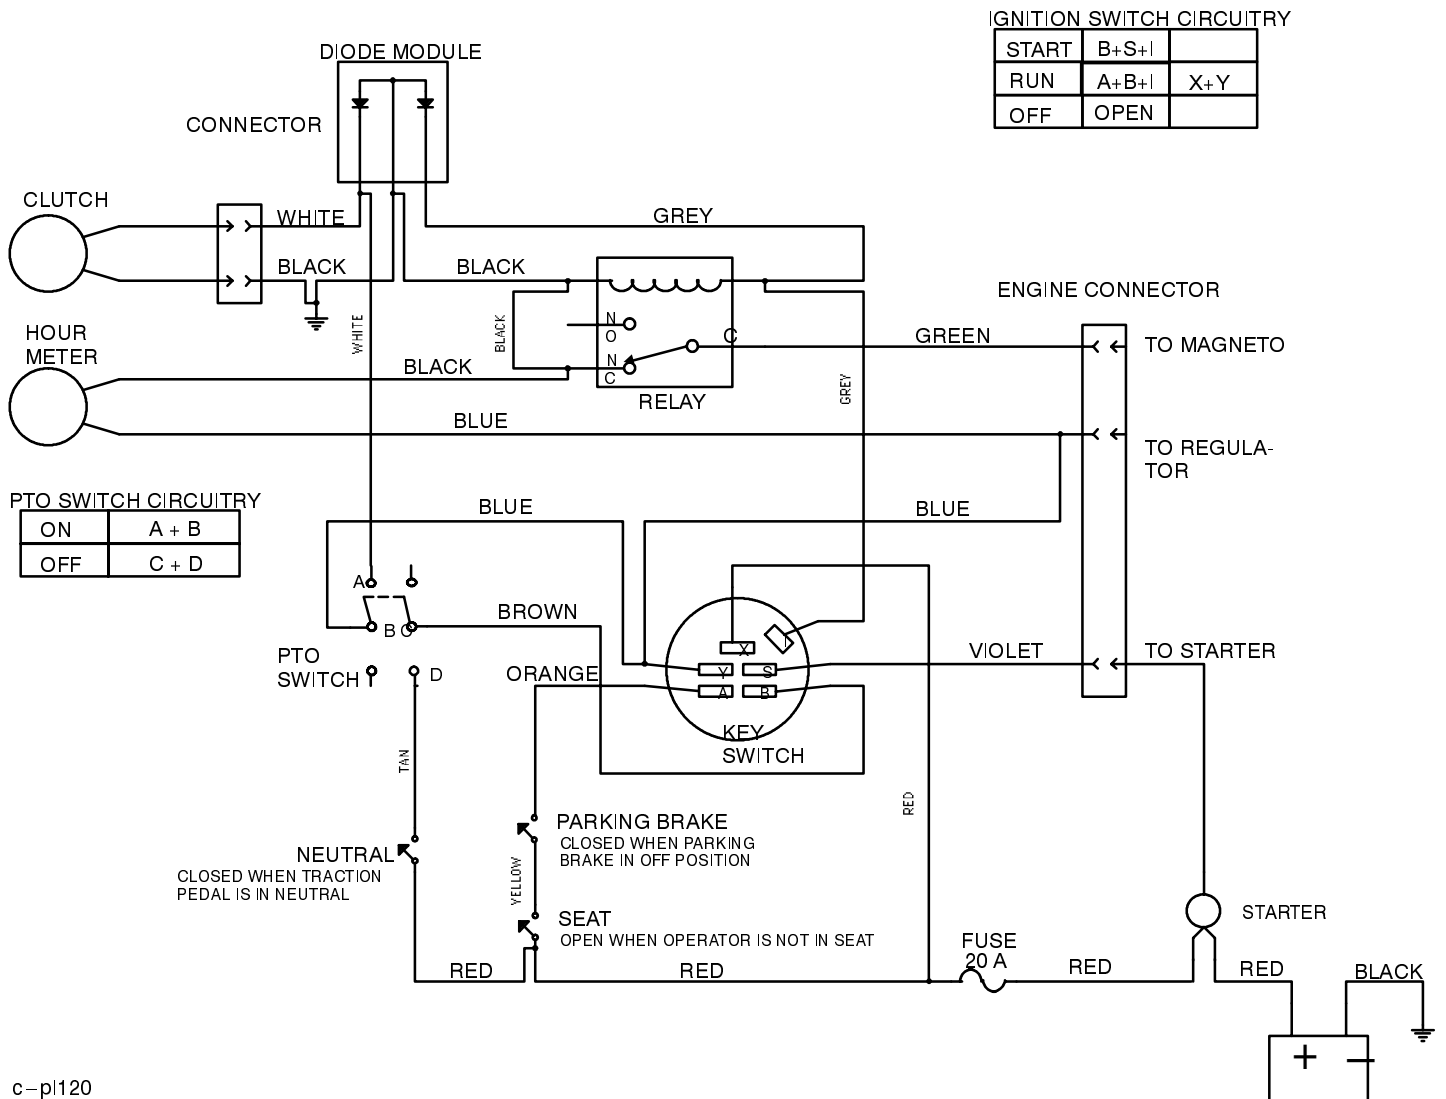 IGNITION SWITCH CIRCUITRY
START B+S+I
RUN A+B+I X+Y
OFF OPEN
DIODE MODULE
CONNECTOR
CLUTCH
WHITE
GREY
BLACK
BLACK
ENGINE CONNECTOR
HOUR
METER
WHITE
BLACK
N
O
C
N
C
GREEN
TO MAGNETO
BLACK
RELAY
GREY
BLUE
TO REGULA-
TOR
PTO SWITCH CIRCUITRY
ON A + B
OFF C + D
BLUE
BLUE
A
B C
BROWN
PTO
SWITCH
D
ORANGE
X
I
Y
S
A
B
VIOLET
TO STARTER
KEY
SWITCH
TAN
RED
NEUTRAL
CLOSED WHEN TRACTION
PEDAL IS IN NEUTRAL
PARKING BRAKE
CLOSED WHEN PARKING
BRAKE IN OFF POSITION
YELLOW
SEAT
OPEN WHEN OPERATOR IS NOT IN SEAT
STARTER
FUSE
20 A
RED
RED
RED
RED
BLACK
+
−
c-pl120